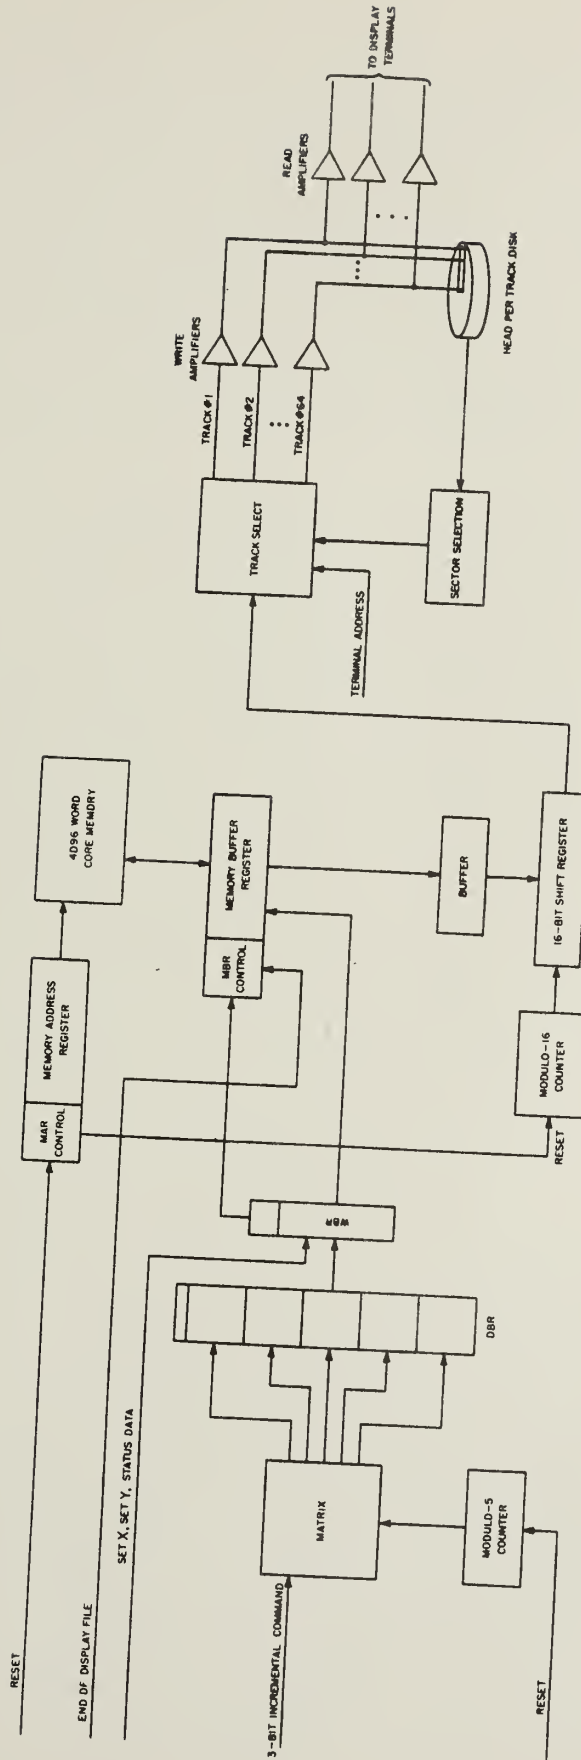 RESET
END OF DISPLAY FILE
SET X, SET Y, STATUS DATA
3-BIT INCREMENTAL COMMAND
RESET
MAR
CONTROL
MEMORY ADDRESS
REGISTER
4096 WORD
CORE MEMORY
MBR CONTROL
MEMORY BUFFER
REGISTER
WBR
DBR
MATRIX
MODULO-5
COUNTER
BUFFER
RESET
MODULO-16
COUNTER
16-BIT SHIFT REGISTER
TERMINAL ADDRESS
TRACK SELECT
SECTOR SELECTION
TRACK #1
TRACK #2
TRACK #64
WRITE
AMPLIFIERS
READ
AMPLIFIERS
TO DISPLAY
TERMINALS
HEAD PER TRACK DISK